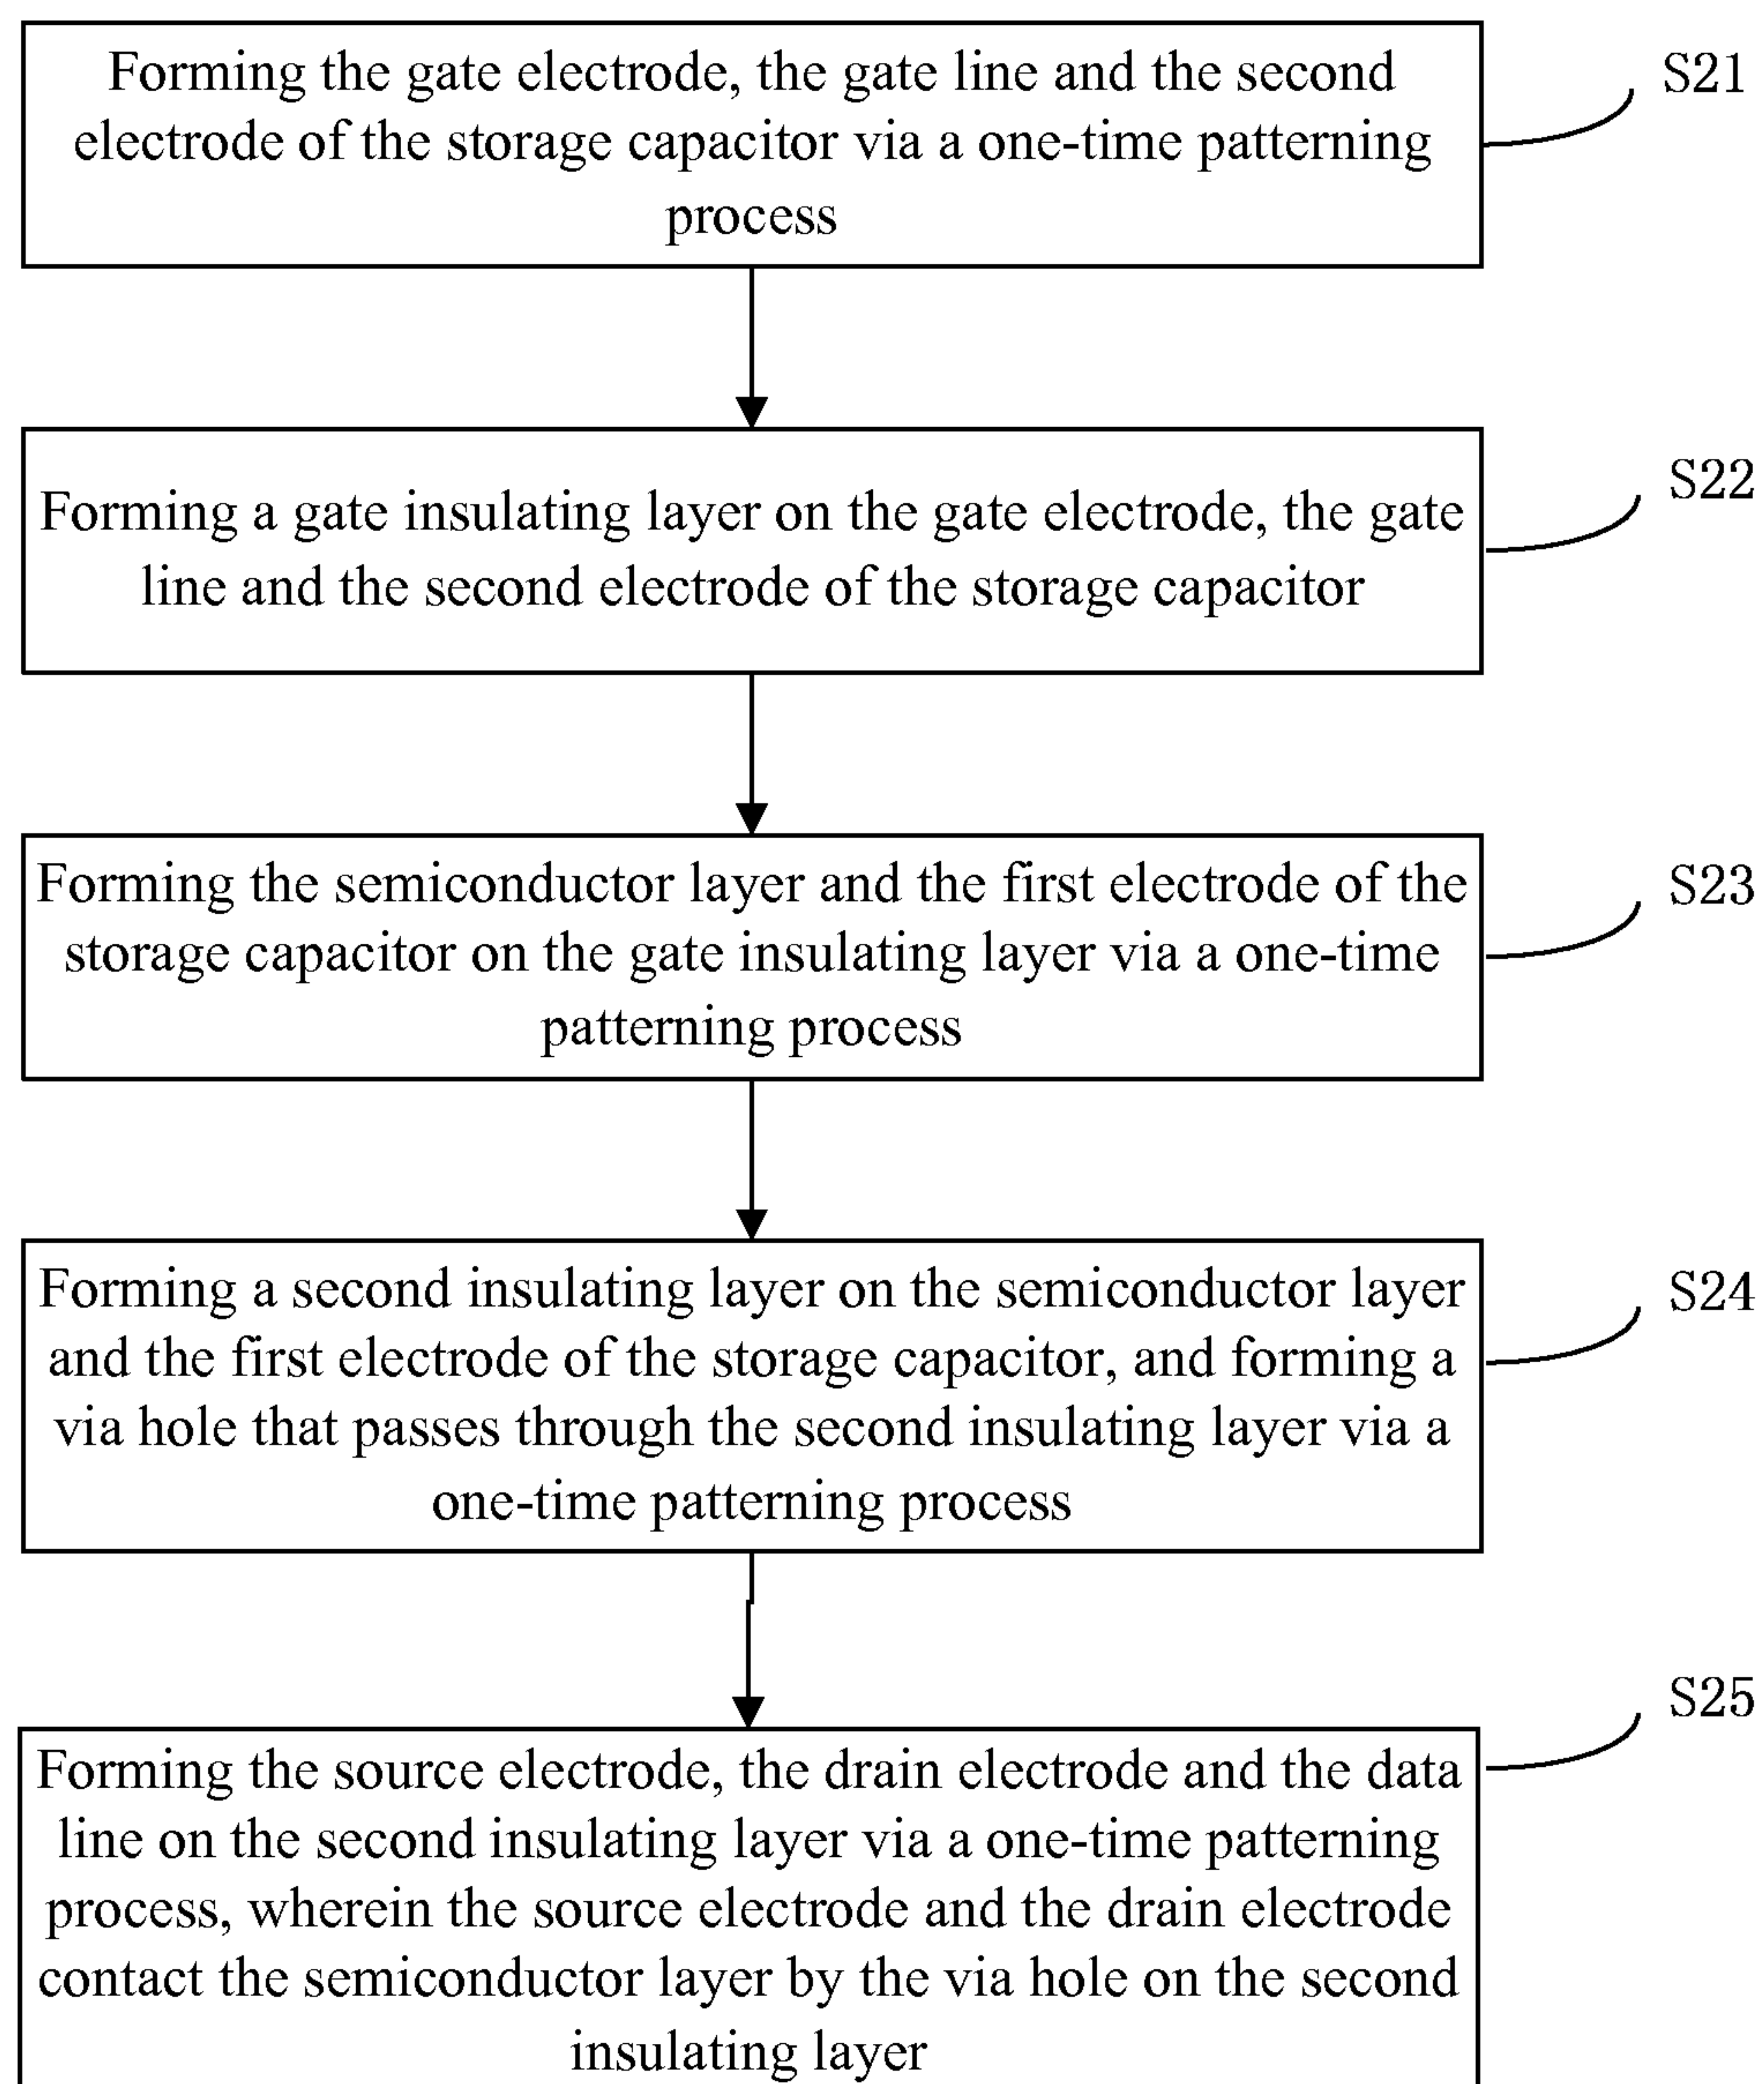 Forming the gate electrode, the gate line and the second
electrode of the storage capacitor via a one-time patterning
process
S21
Forming a gate insulating layer on the gate electrode, the gate
line and the second electrode of the storage capacitor
S22
Forming the semiconductor layer and the first electrode of the
storage capacitor on the gate insulating layer via a one-time
patterning process
S23
Forming a second insulating layer on the semiconductor layer
and the first electrode of the storage capacitor, and forming a
via hole that passes through the second insulating layer via a
one-time patterning process
S24
Forming the source electrode, the drain electrode and the data
line on the second insulating layer via a one-time patterning
process, wherein the source electrode and the drain electrode
contact the semiconductor layer by the via hole on the second
insulating layer
S25